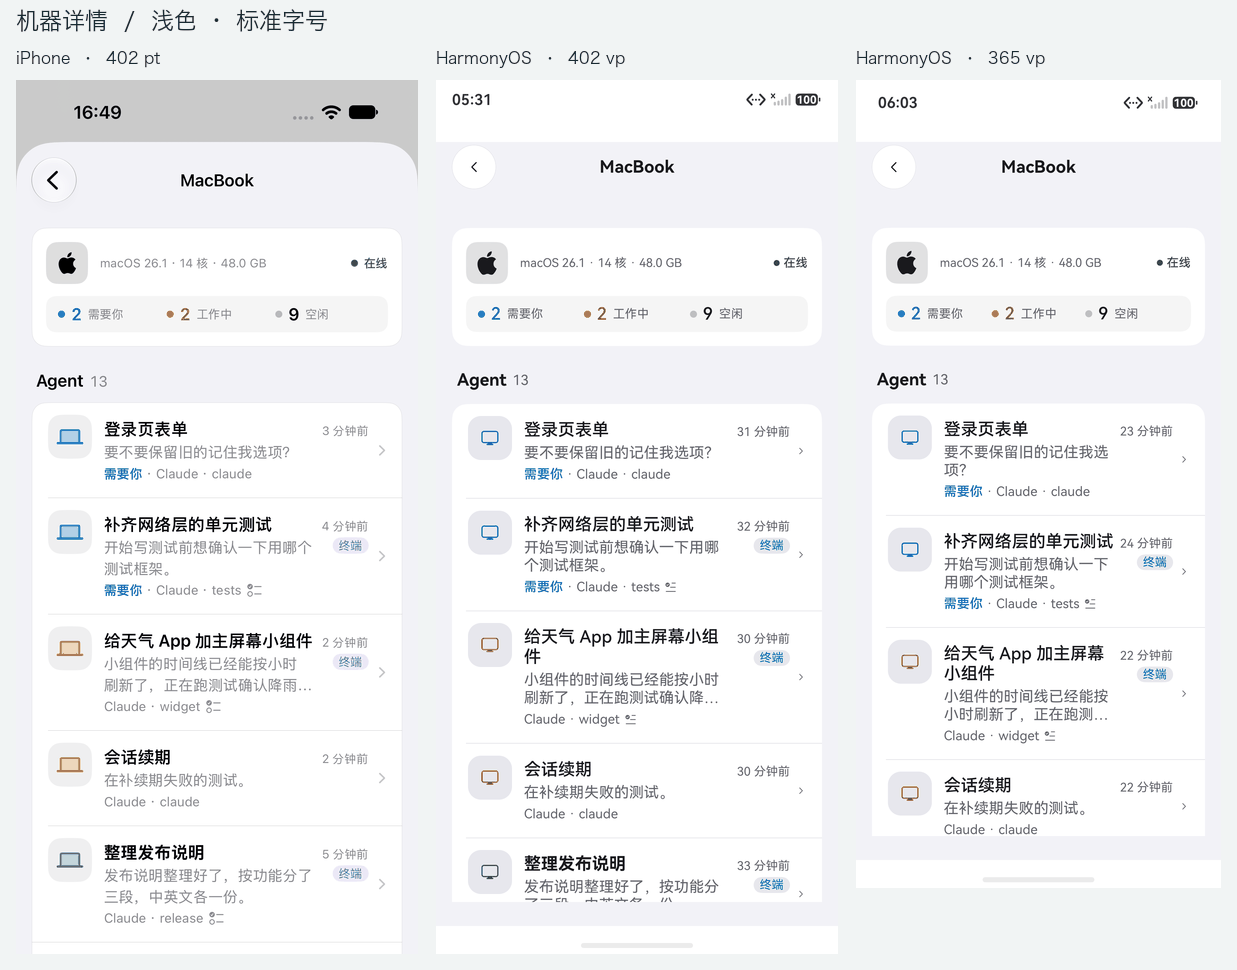 机器详情 / 浅色 · 标准字号
iPhone · 402 pt
16:49
MacBook
macOS 26.1 · 14 核 · 48.0 GB
在线
2 需要你
2 工作中
9 空闲
Agent 13
登录页表单
3 分钟前
要不要保留旧的记住我选项?
需要你 · Claude · claude
补齐网络层的单元测试
4 分钟前
开始写测试前想确认一下用哪个
终端
测试框架。
需要你 · Claude · tests
给天气 App 加主屏幕小组件
2 分钟前
小组件的时间线已经能按小时
终端
刷新了，正在跑测试确认降雨…
Claude · widget
会话续期
2 分钟前
在补续期失败的测试。
Claude · claude
整理发布说明
5 分钟前
发布说明整理好了，按功能分了
终端
三段，中英文各一份。
Claude · release
HarmonyOS · 402 vp
05:31
100
MacBook
macOS 26.1 · 14 核 · 48.0 GB
在线
2 需要你
2 工作中
9 空闲
Agent 13
登录页表单
31 分钟前
要不要保留旧的记住我选项?
需要你 · Claude · claude
补齐网络层的单元测试
32 分钟前
开始写测试前想确认一下用哪
终端
个测试框架。
需要你 · Claude · tests
给天气 App 加主屏幕小组
30 分钟前
件
终端
小组件的时间线已经能按小时
刷新了，正在跑测试确认降…
Claude · widget
会话续期
30 分钟前
在补续期失败的测试。
Claude · claude
整理发布说明
33 分钟前
发布说明整理好了，按功能分
终端
了三段，中英文各一份。
HarmonyOS · 365 vp
06:03
100
MacBook
macOS 26.1 · 14 核 · 48.0 GB
在线
2 需要你
2 工作中
9 空闲
Agent 13
登录页表单
23 分钟前
要不要保留旧的记住我选
项?
需要你 · Claude · claude
补齐网络层的单元测试
24 分钟前
开始写测试前想确认一下
终端
用哪个测试框架。
需要你 · Claude · tests
给天气 App 加主屏幕
22 分钟前
小组件
终端
小组件的时间线已经能按
小时刷新了，正在跑测…
Claude · widget
会话续期
22 分钟前
在补续期失败的测试。
Claude · claude